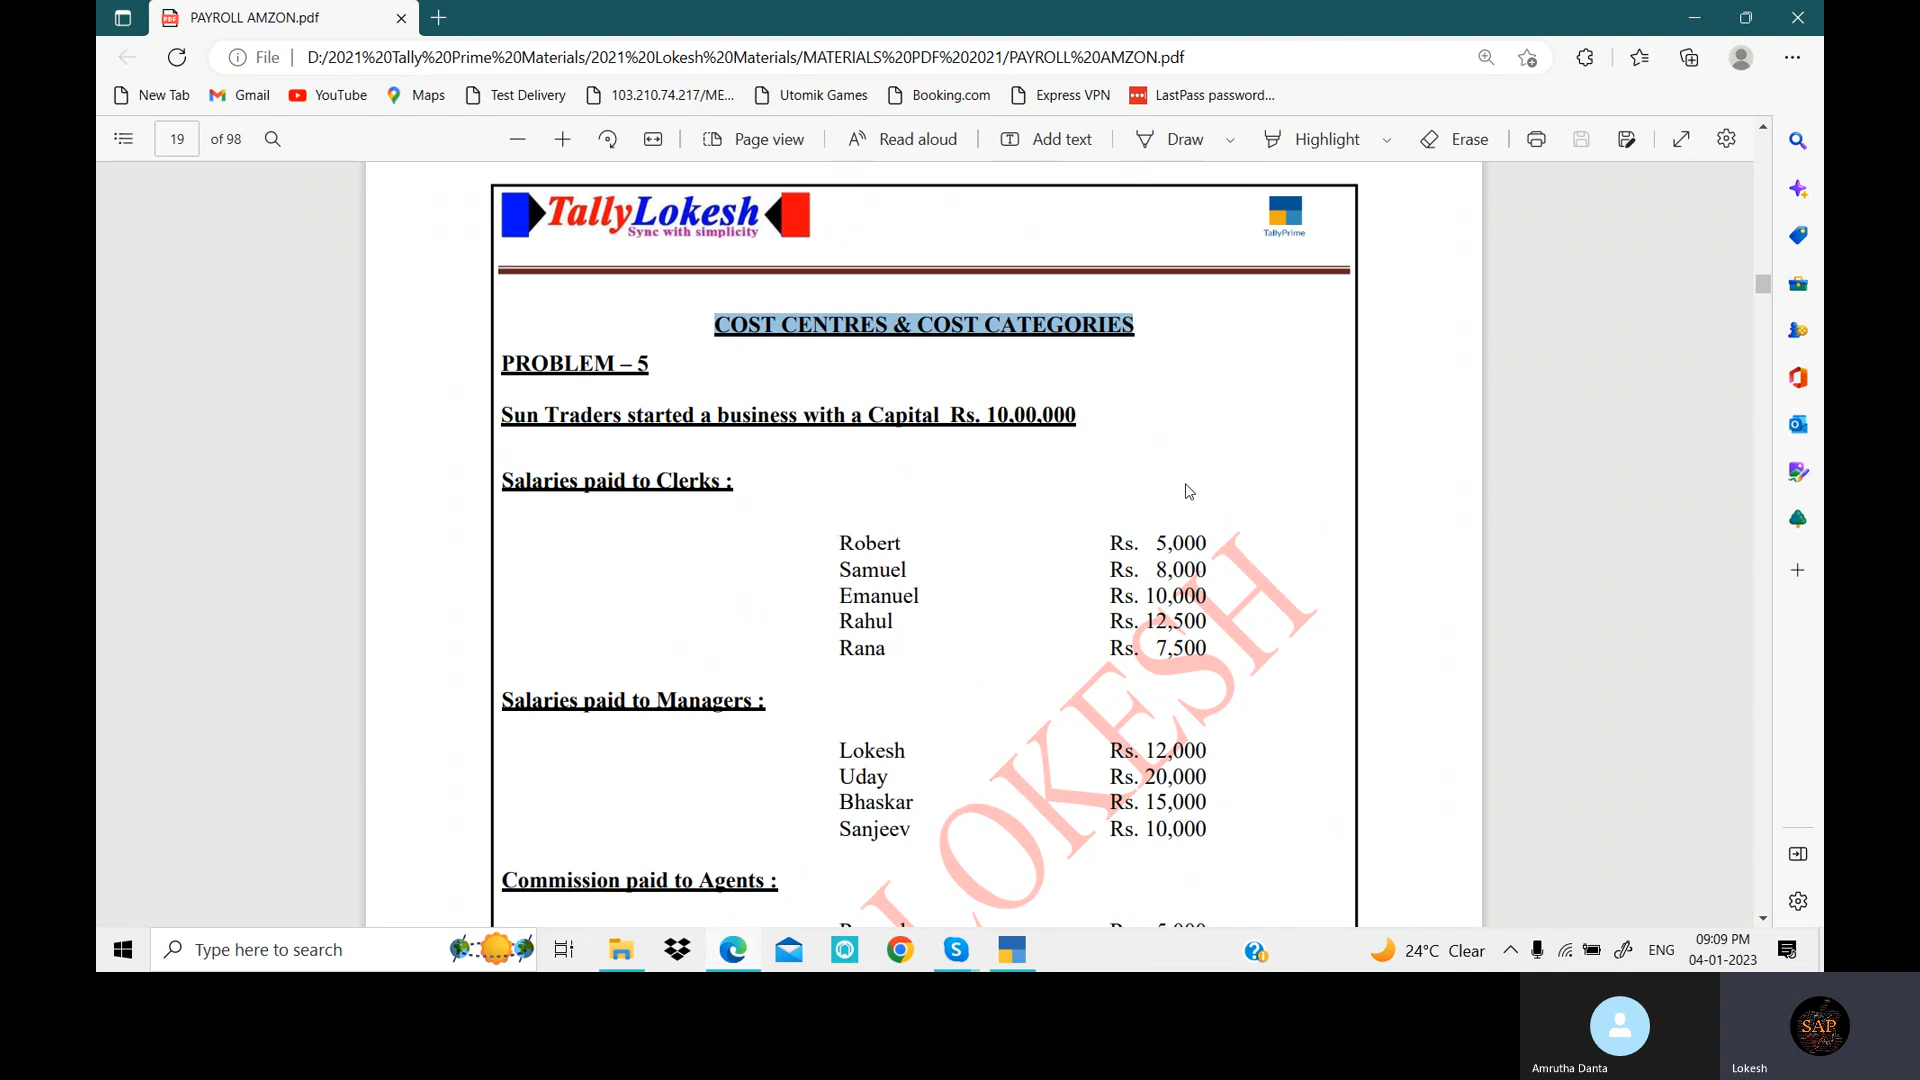 PAYROLL AMZON.pdf
File D:/2021%20Tally%20Prime%20Materials/2021%20Lokesh%20Materials/MATERIALS%20PDF%202021/PAYROLL%20AMZON.pdf
New Tab Gmail YouTube Maps Test Delivery 103.210.74.217/ME... Utomik Games Booking.com Express VPN LastPass password...
19 of 98 Page view Read aloud Add text Draw Highlight Erase
TallyLokesh
Sync with simplicity
TallyPrime
COST CENTRES & COST CATEGORIES
PROBLEM – 5
Sun Traders started a business with a Capital Rs. 10,00,000
Salaries paid to Clerks :
Robert Rs. 5,000
Samuel Rs. 8,000
Emanuel Rs. 10,000
Rahul Rs. 12,500
Rana Rs. 7,500
Salaries paid to Managers :
Lokesh Rs. 12,000
Uday Rs. 20,000
Bhaskar Rs. 15,000
Sanjeev Rs. 10,000
Commission paid to Agents :
LOKESH
Type here to search
24°C Clear ENG 09:09 PM
04-01-2023
SAP
Amrutha Danta Lokesh